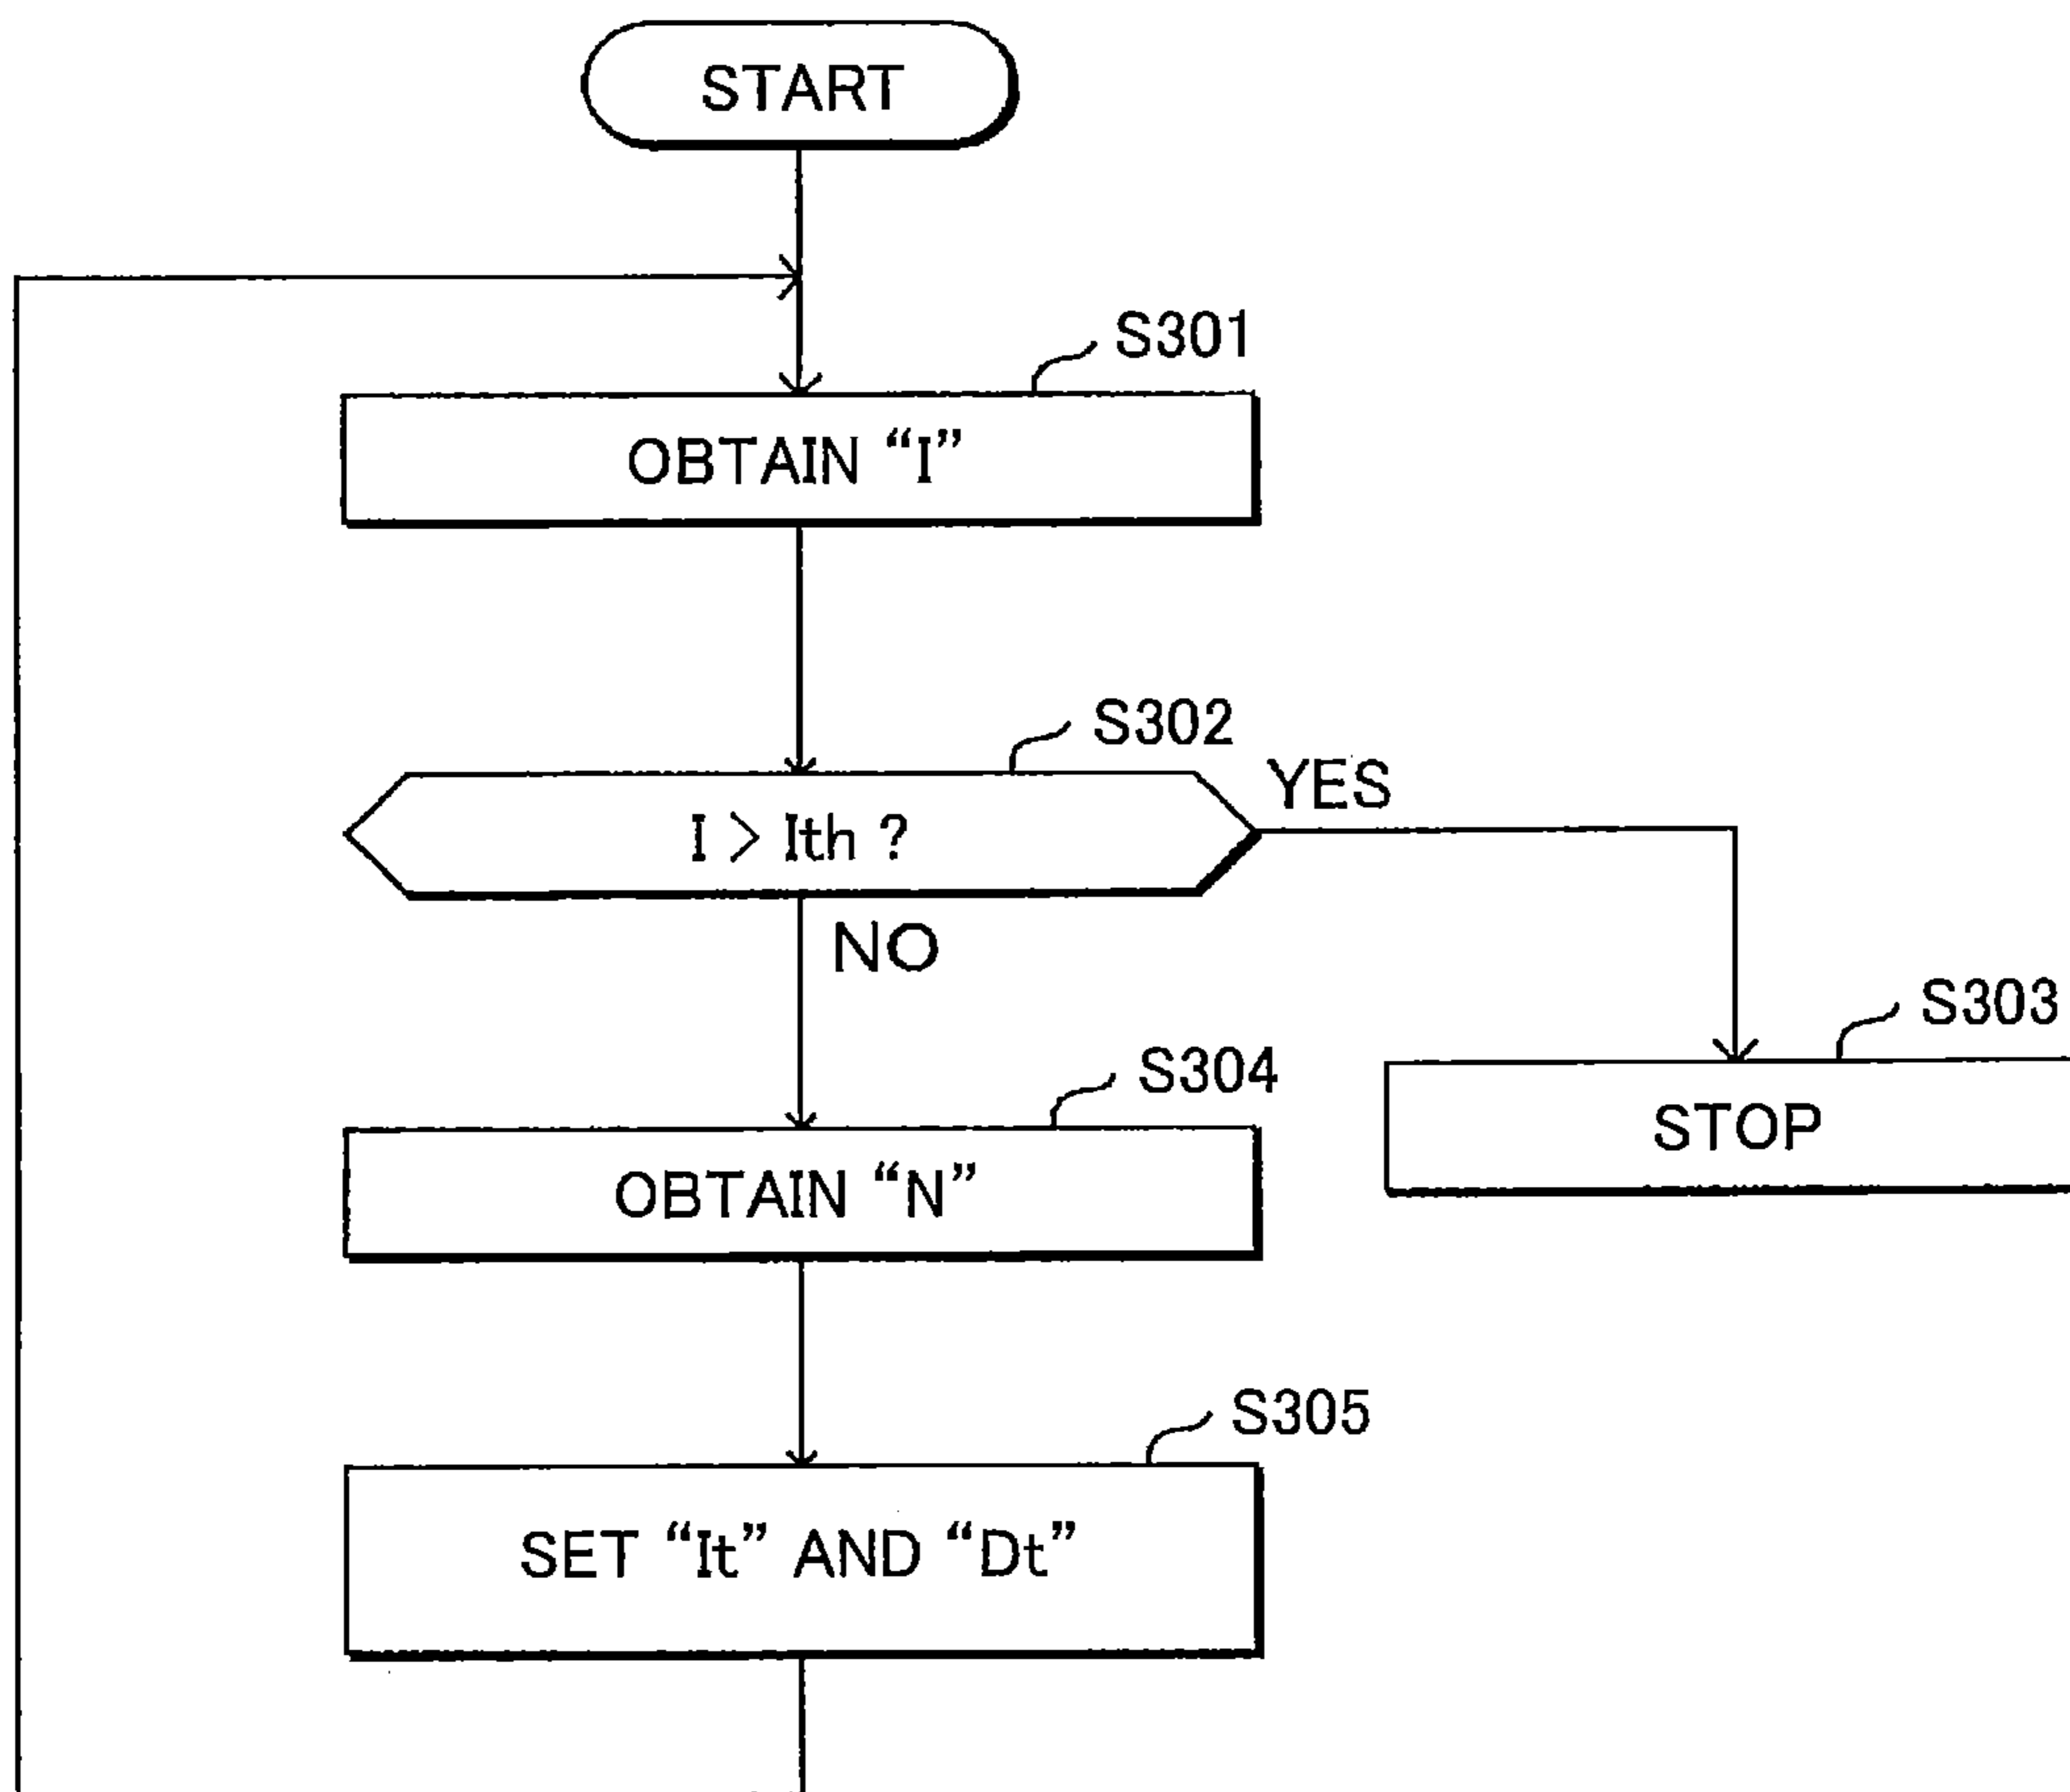 START
S301
OBTAIN “I”
S302
I > Ith ?
YES
NO
S303
STOP
S304
OBTAIN “N”
S305
SET “It” AND “Dt”